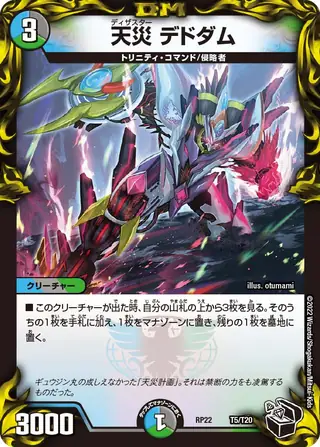 DM
3
ディザスター
天災 デドダム
トリニティ・コマンド/侵略者
illus. otumami
クリーチャー
■このクリーチャーが出た時、自分の山札の上から3枚を見る。そのう
ちの1枚を手札に加え、1枚をマナゾーンに置き、残りの1枚を墓地
に置く。
ギュウジン丸の成しえなかった「天災計画」。それは禁断の力をも凌駕する
ものだった。
3000
1
RP22
T5/T20